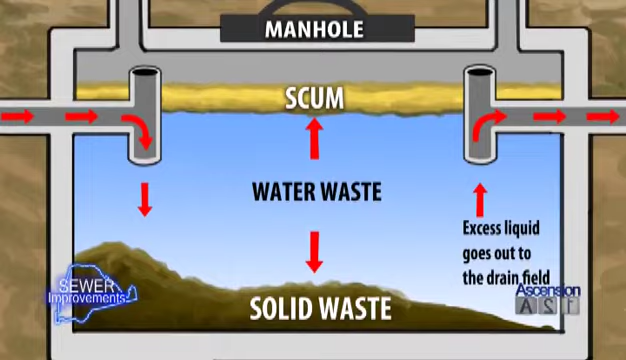 MANHOLE
SCUM
WATER WASTE
Excess liquid
goes out to
the drain field
SEWER
Improvements
SOLID WASTE
Ascension